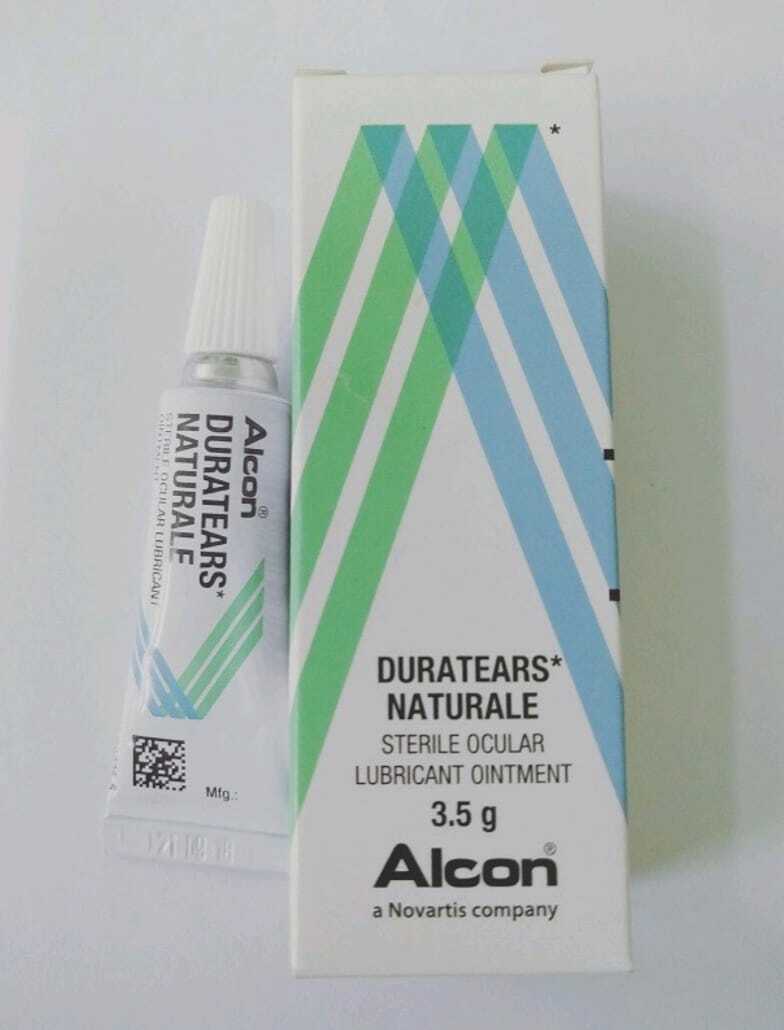 *
DURATEARS*
NATURALE
STERILE OCULAR
LUBRICANT OINTMENT
3.5 g
Alcon®
a Novartis company
Alcon®
DURATEARS*
NATURALE
STERILE OCULAR LUBRICANT
Mfg.: